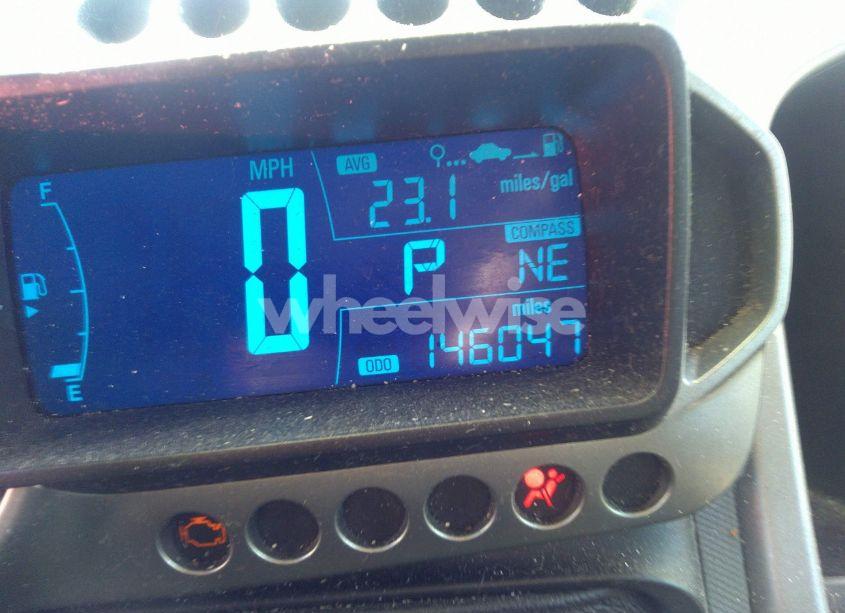 MPH
AVG
miles/gal
23.1
F
0
COMPASS
P NE
miles
ODO 146047
E
wheelwise